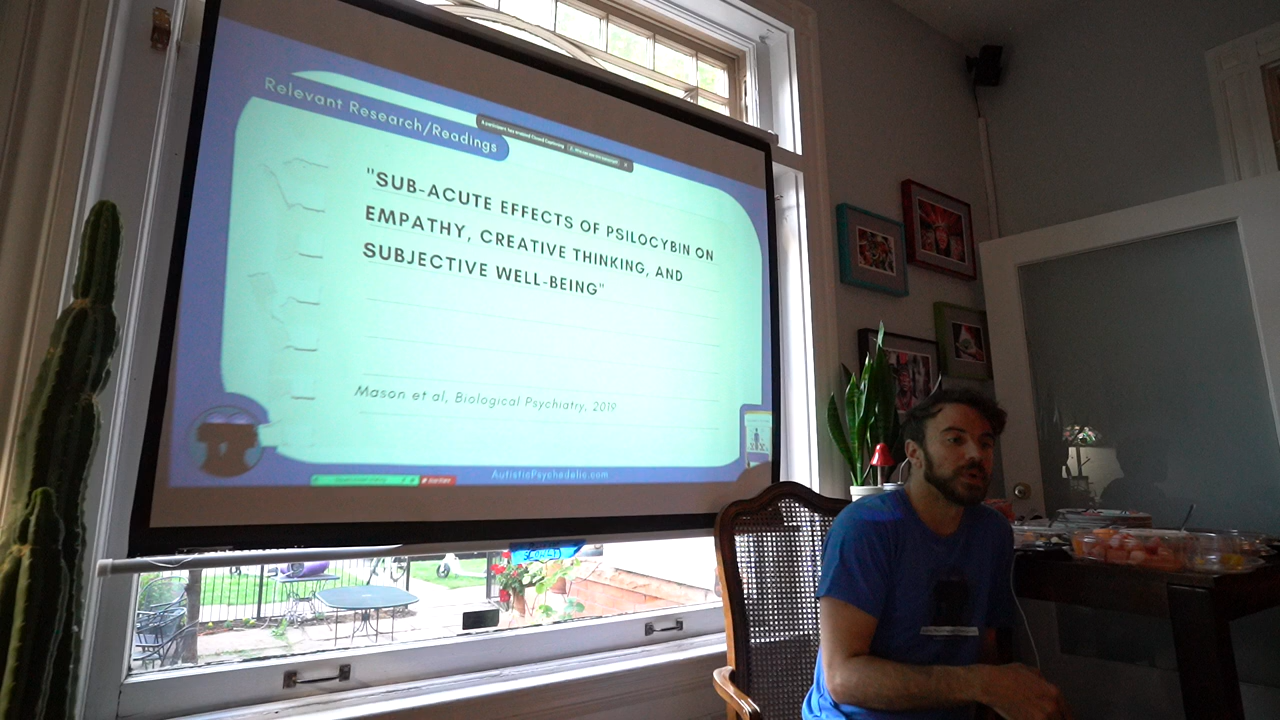 Relevant Research/Readings
"SUB-ACUTE EFFECTS OF PSILOCYBIN ON
EMPATHY, CREATIVE THINKING, AND
SUBJECTIVE WELL-BEING"
Mason et al, Biological Psychiatry, 2019
AutisticPsychedelic.com